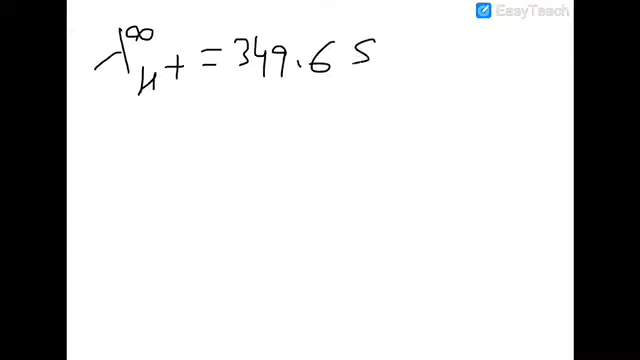 EasyTeach
λ∞H+ = 349.6 S